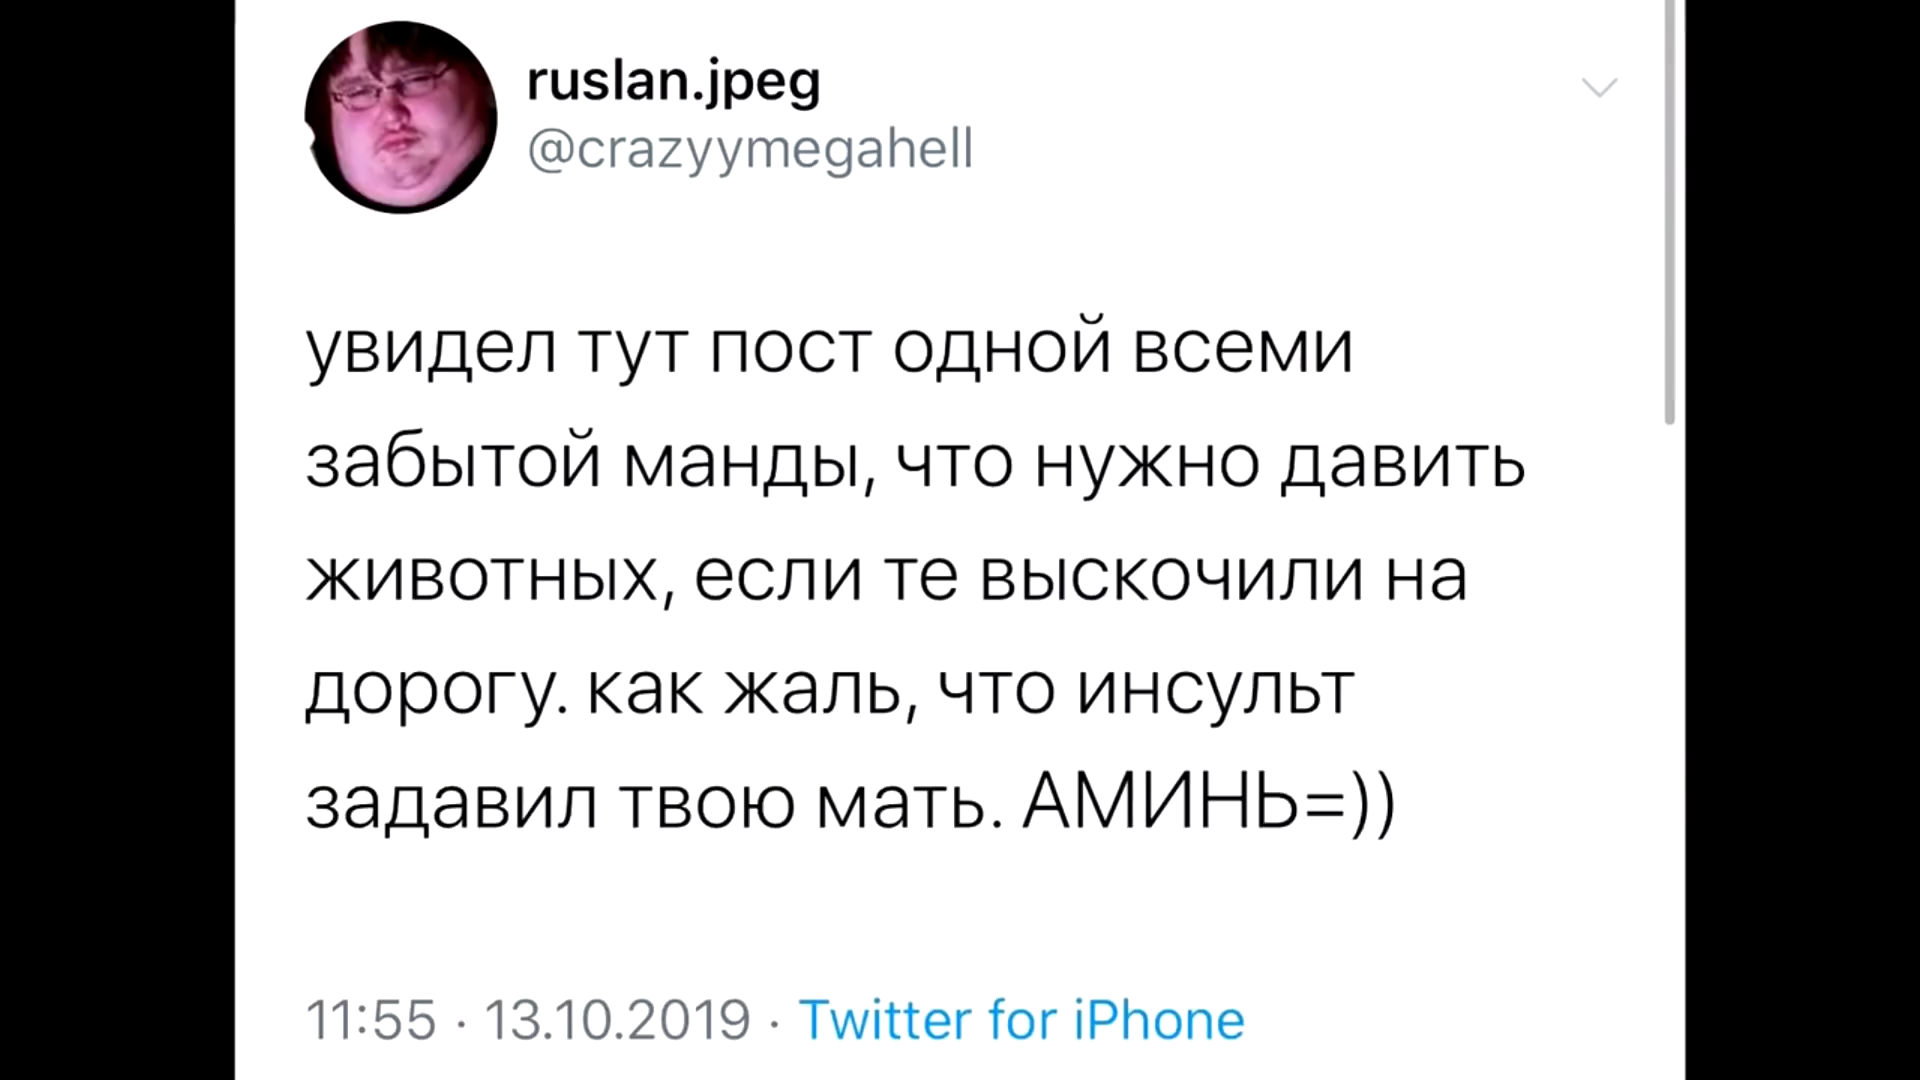 ruslan.jpeg
@crazyymegahell
увидел тут пост одной всеми
забытой манды, что нужно давить
животных, если те выскочили на
дорогу. как жаль, что инсульт
задавил твою мать. АМИНЬ=))
11:55 · 13.10.2019 · Twitter for iPhone